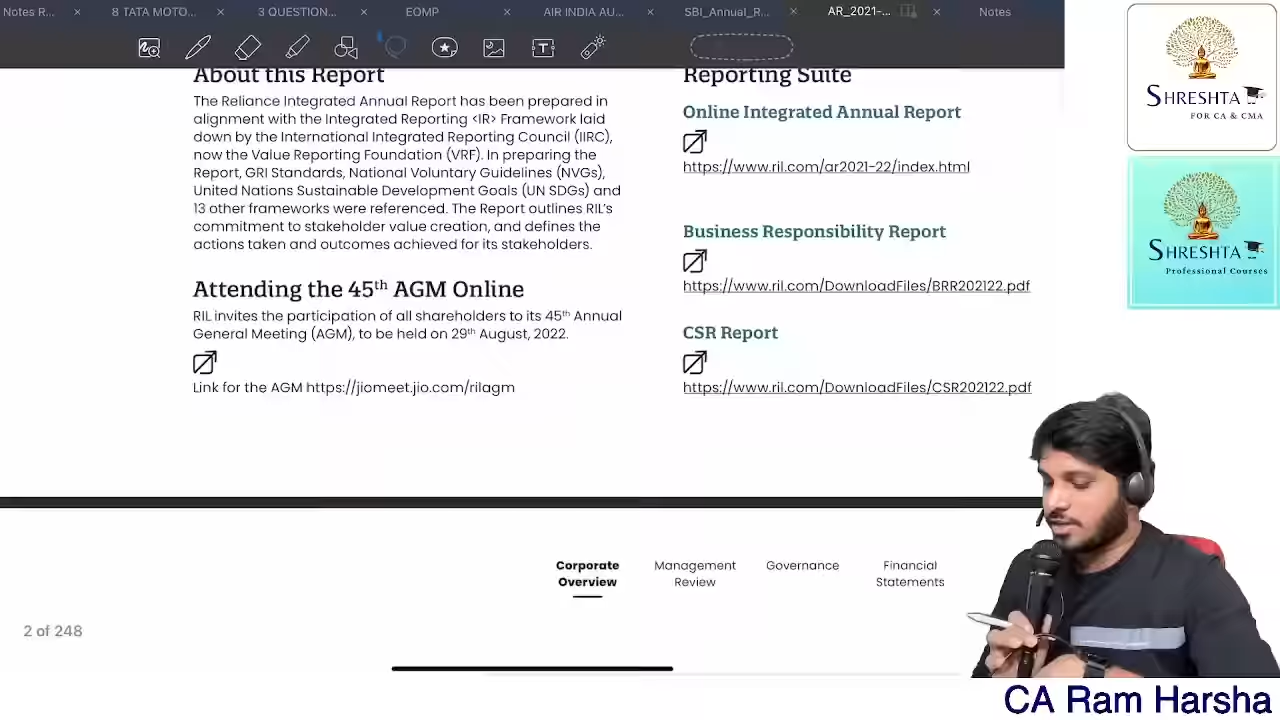 Notes R...
8 TATA MOTO...
3 QUESTION...
EOMP
AIR INDIA AU...
SBI_Annual_R...
AR_2021-...
Notes
About this Report
The Reliance Integrated Annual Report has been prepared in
alignment with the Integrated Reporting <IR> Framework laid
down by the International Integrated Reporting Council (IIRC),
now the Value Reporting Foundation (VRF). In preparing the
Report, GRI Standards, National Voluntary Guidelines (NVGs),
United Nations Sustainable Development Goals (UN SDGs) and
13 other frameworks were referenced. The Report outlines RIL's
commitment to stakeholder value creation, and defines the
actions taken and outcomes achieved for its stakeholders.
Attending the 45th AGM Online
RIL invites the participation of all shareholders to its 45th Annual
General Meeting (AGM), to be held on 29th August, 2022.
Link for the AGM https://jiomeet.jio.com/rilagm
Reporting Suite
Online Integrated Annual Report
https://www.ril.com/ar2021-22/index.html
Business Responsibility Report
https://www.ril.com/DownloadFiles/BRR202122.pdf
CSR Report
https://www.ril.com/DownloadFiles/CSR202122.pdf
Corporate
Overview
Management
Review
Governance
Financial
Statements
2 of 248
SHRESHTA
FOR CA & CMA
SHRESHTA
Professional Courses
CA Ram Harsha